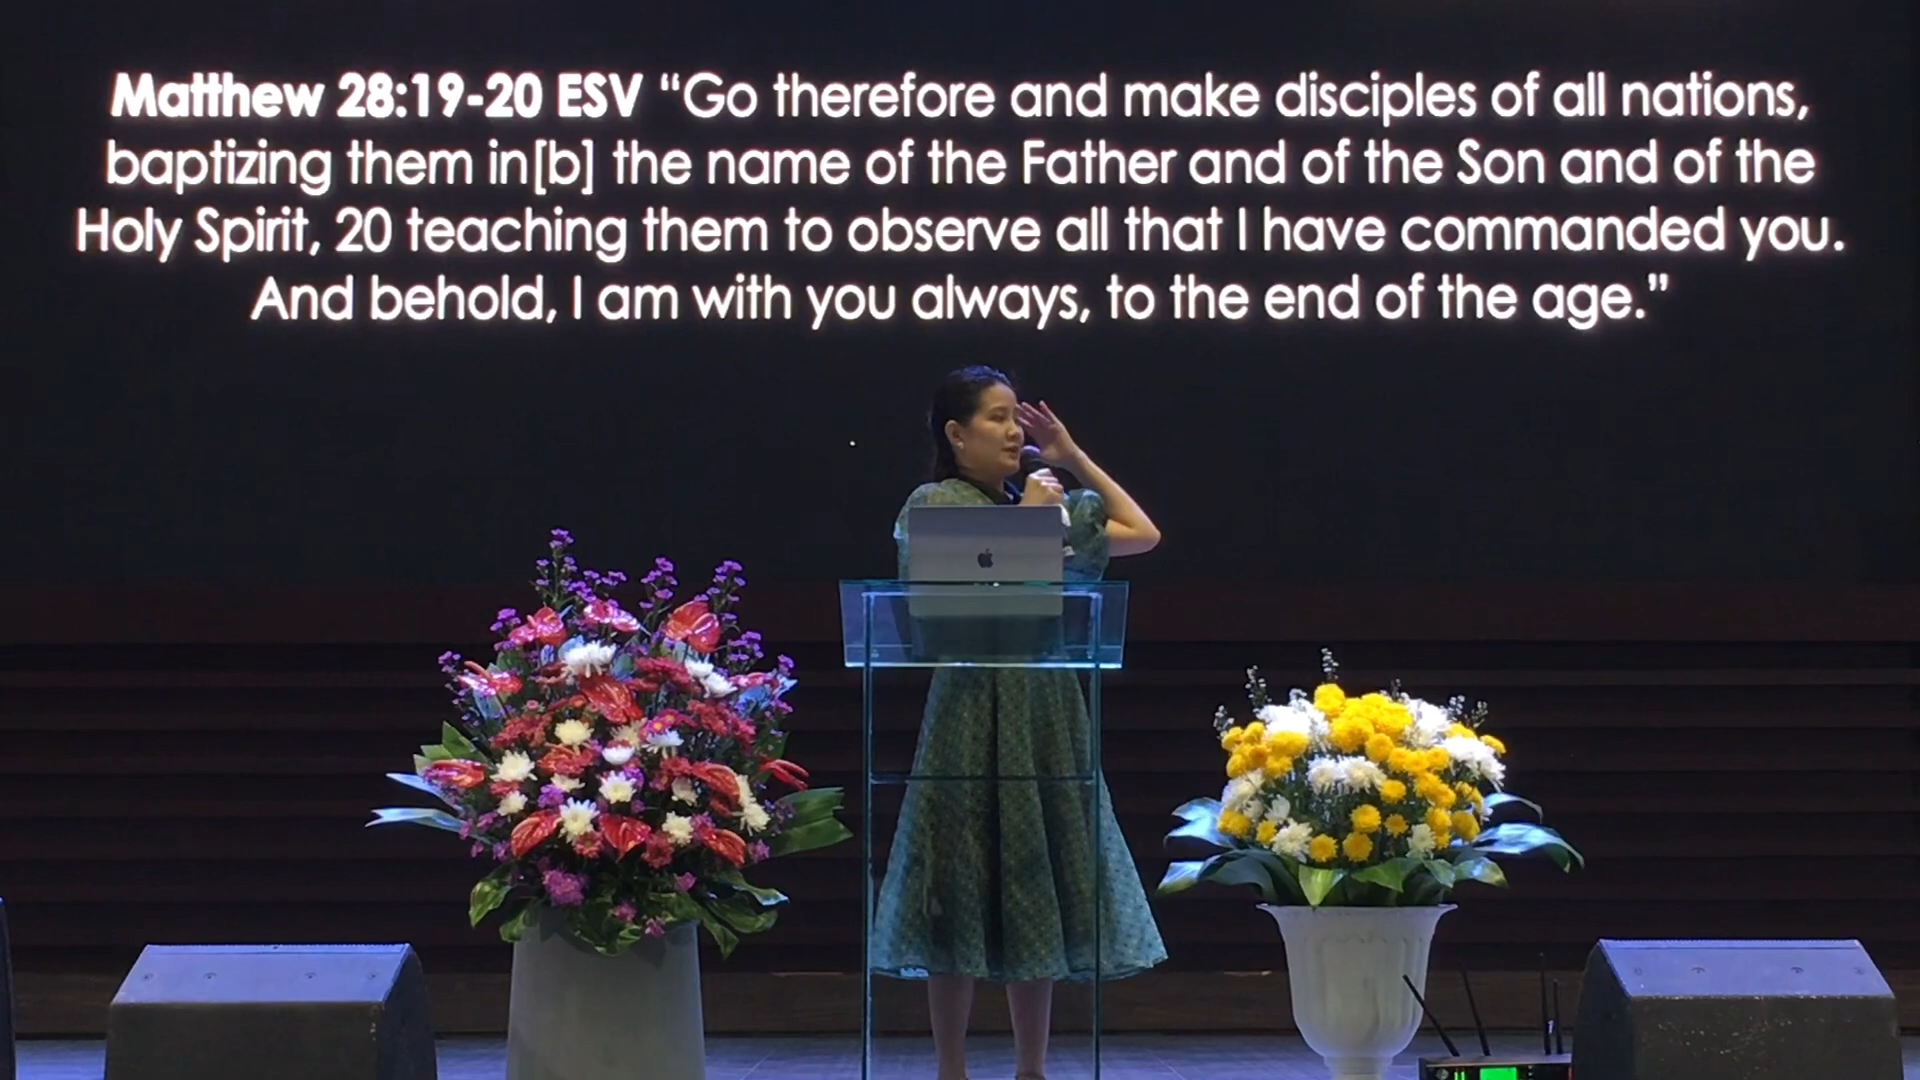 Matthew 28:19-20 ESV “Go therefore and make disciples of all nations,
baptizing them in[b] the name of the Father and of the Son and of the
Holy Spirit, 20 teaching them to observe all that I have commanded you.
And behold, I am with you always, to the end of the age.”